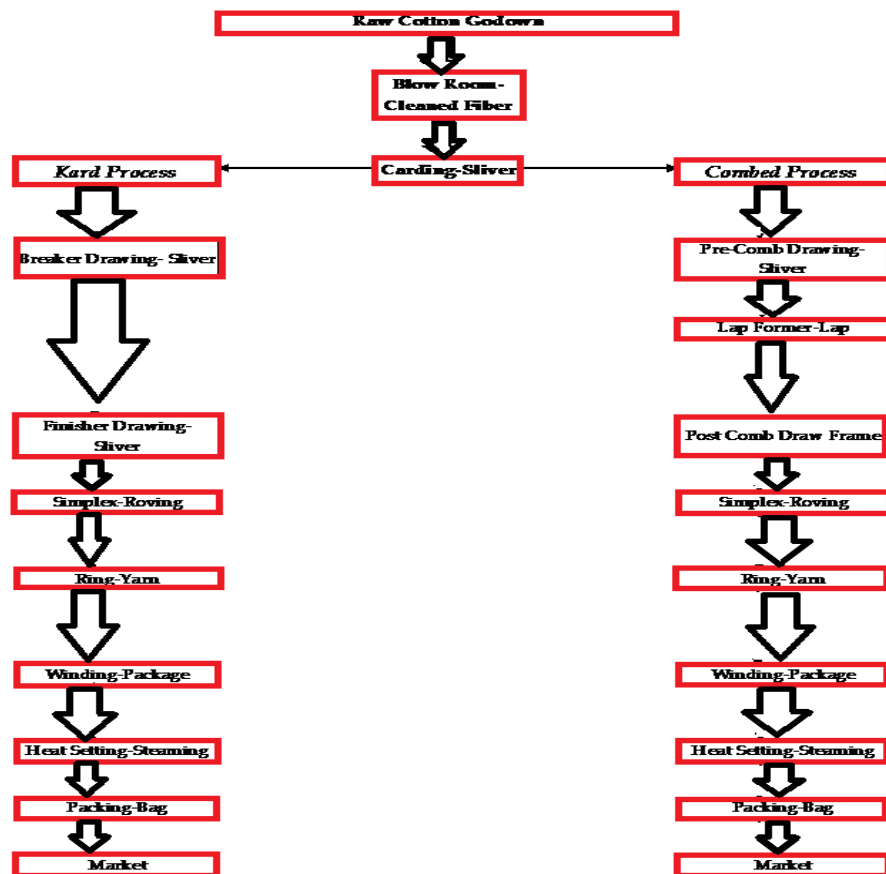 Raw Cotton Godown
Blow Room-
Cleaned Fiber
Kard Process
Carding-Sliver
Combed Process
Breaker Drawing- Sliver
Pre-Comb Drawing-
Sliver
Lap Former-Lap
Finisher Drawing-
Sliver
Post Comb Draw Frame
Simplex-Roving
Simplex-Roving
Ring-Yarn
Ring-Yarn
Winding-Package
Winding-Package
Heat Setting-Steaming
Heat Setting-Steaming
Packing-Bag
Packing-Bag
Market
Market